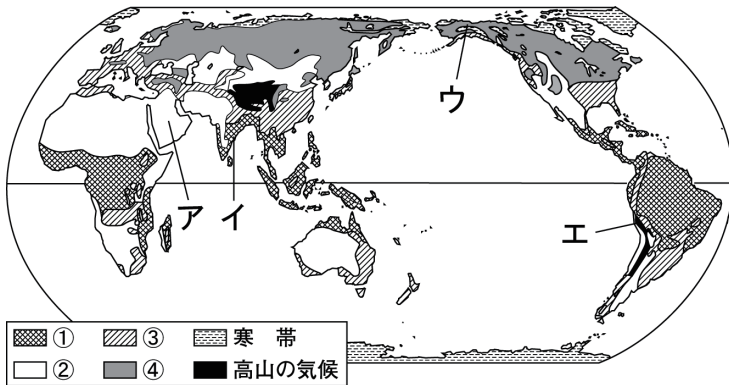 ウ
ア イ
エ
① ③ 寒　帯
② ④ 高山の気候